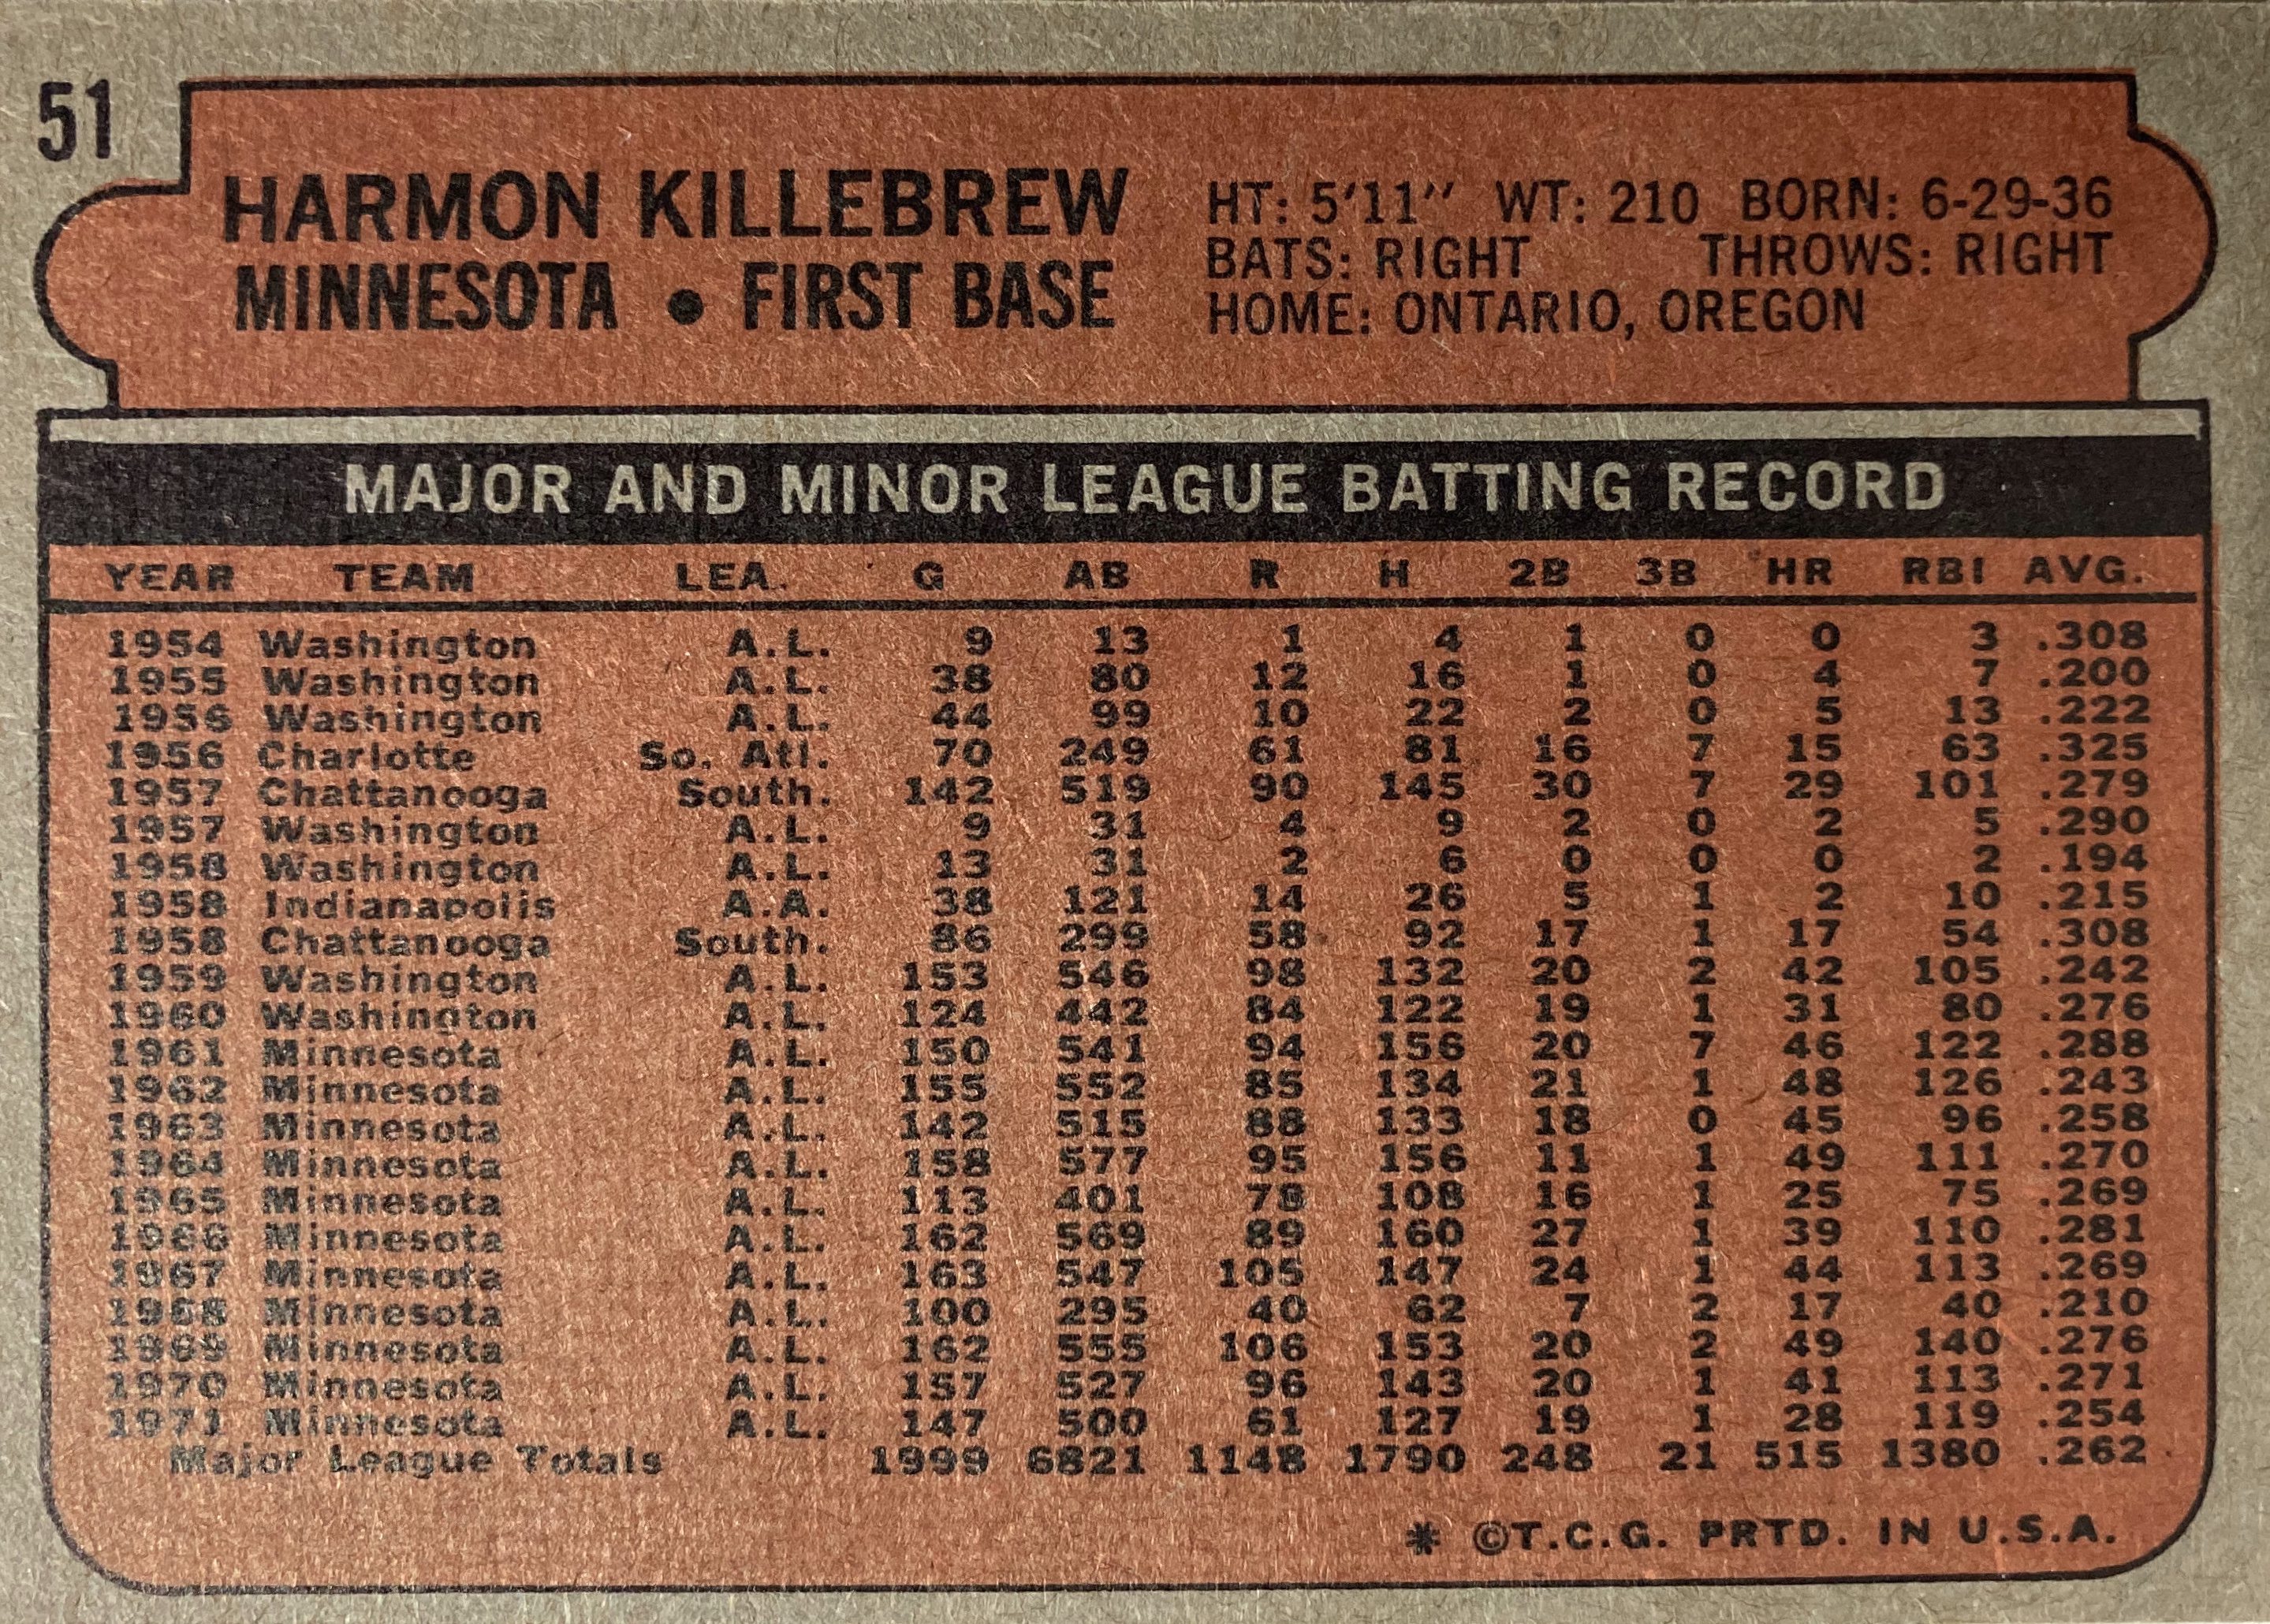 51
HARMON KILLEBREW
MINNESOTA • FIRST BASE
HT: 5'11" WT: 210 BORN: 6-29-36
BATS: RIGHT THROWS: RIGHT
HOME: ONTARIO, OREGON
MAJOR AND MINOR LEAGUE BATTING RECORD
YEAR TEAM LEA. G AB R H 2B 3B HR RBI AVG.
1954 Washington A.L. 9 13 1 4 1 0 0 3 .308
1955 Washington A.L. 38 80 12 16 1 0 4 7 .200
1956 Washington A.L. 44 99 10 22 2 0 5 13 .222
1956 Charlotte So. Atl. 70 249 61 81 16 7 15 63 .325
1957 Chattanooga South. 142 519 90 145 30 7 29 101 .279
1957 Washington A.L. 9 31 4 9 2 0 2 5 .290
1958 Washington A.L. 13 31 2 6 0 0 0 2 .194
1958 Indianapolis A.A. 38 121 14 26 5 1 2 10 .215
1958 Chattanooga South. 86 299 58 92 17 1 17 54 .308
1959 Washington A.L. 153 546 98 132 20 2 42 105 .242
1960 Washington A.L. 124 442 84 122 19 1 31 80 .276
1961 Minnesota A.L. 150 541 94 156 20 7 46 122 .288
1962 Minnesota A.L. 155 552 85 134 21 1 48 126 .243
1963 Minnesota A.L. 142 515 88 133 18 0 45 96 .258
1964 Minnesota A.L. 158 577 95 156 11 1 49 111 .270
1965 Minnesota A.L. 113 401 78 108 16 1 25 75 .269
1966 Minnesota A.L. 162 569 89 160 27 1 39 110 .281
1967 Minnesota A.L. 163 547 105 147 24 1 44 113 .269
1968 Minnesota A.L. 100 295 40 62 7 2 17 40 .210
1969 Minnesota A.L. 162 555 106 153 20 2 49 140 .276
1970 Minnesota A.L. 157 527 96 143 20 1 41 113 .271
1971 Minnesota A.L. 147 500 61 127 19 1 28 119 .254
Major League Totals 1999 6821 1148 1790 248 21 515 1380 .262
* ©T.C.G. PRTD. IN U.S.A.